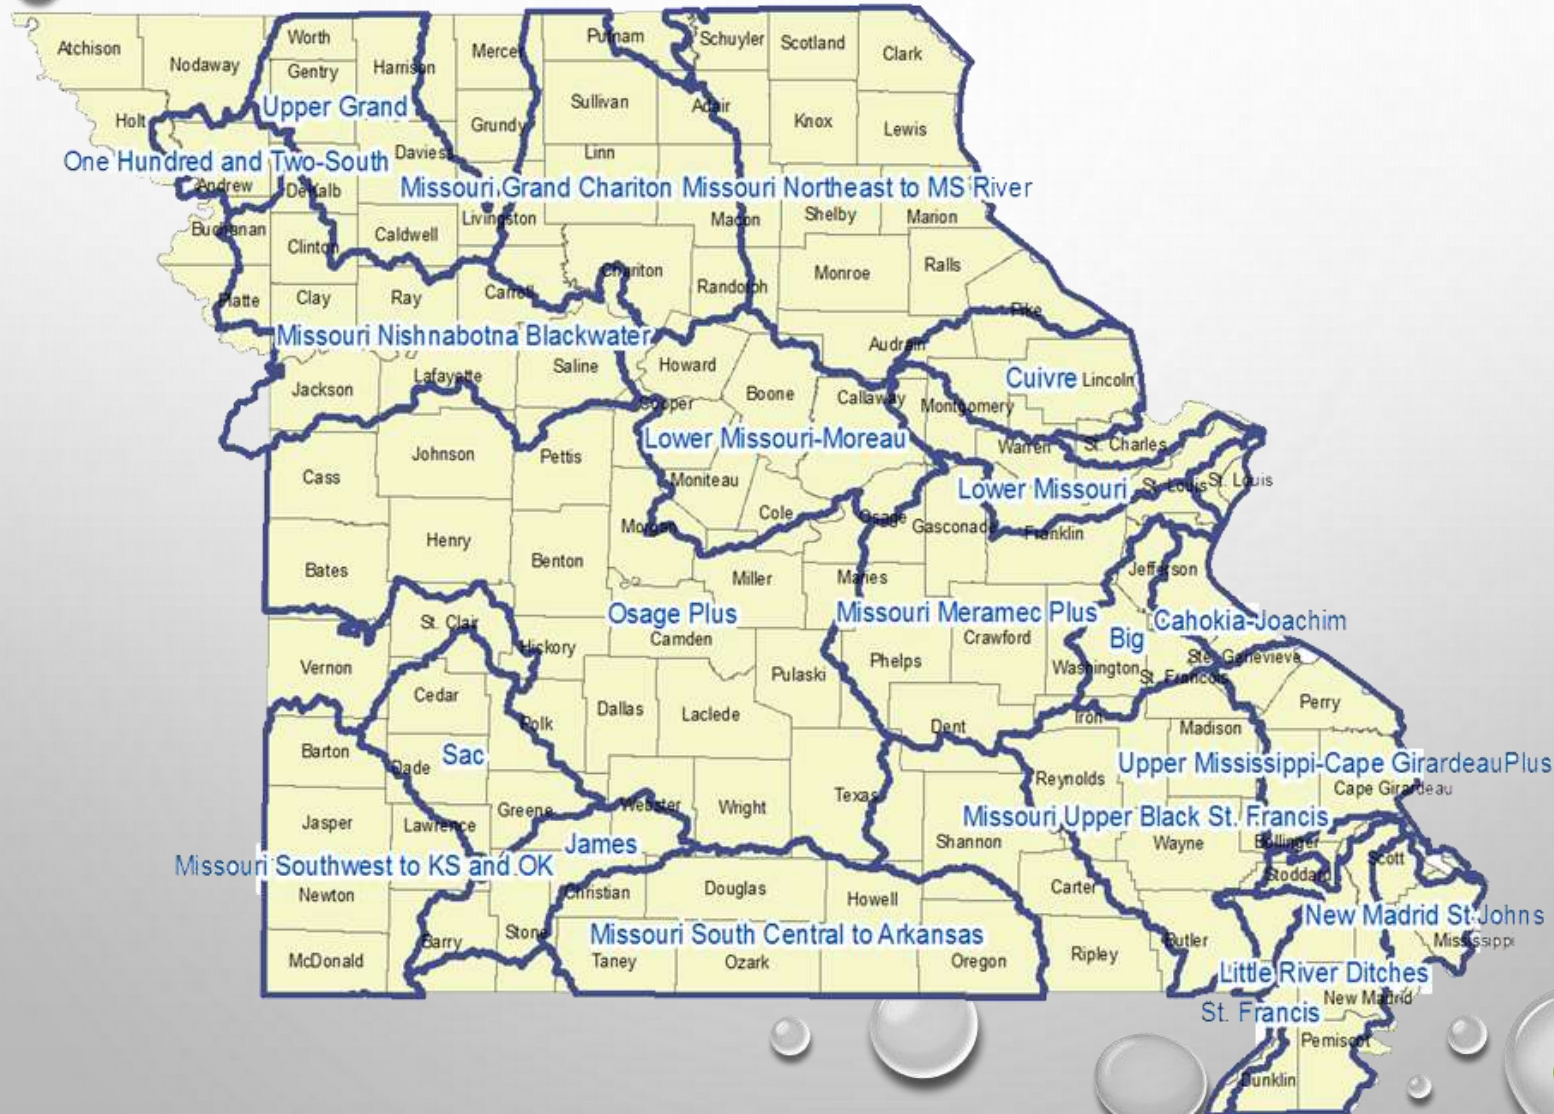 Atchison
Nodaway
Worth
Gentry
Harrison
Mercer
Putnam
Schuyler
Scotland
Clark
Upper Grand
Sullivan
Adair
Holt
Grundy
Knox
Lewis
Daviess
Linn
One Hundred and Two-South
Andrew
DeKalb
Missouri Grand Chariton
Missouri Northeast to MS River
Livingston
Macon
Shelby
Marion
Buchanan
Clinton
Caldwell
Chariton
Randolph
Monroe
Ralls
Platte
Clay
Ray
Carroll
Pike
Missouri Nishnabotna Blackwater
Audrain
Jackson
Lafayette
Saline
Howard
Boone
Callaway
Cuivre
Lincoln
Cooper
Montgomery
Lower Missouri-Moreau
Johnson
Pettis
Warren
St. Charles
Cass
Moniteau
Lower Missouri
St. Louis
St. Louis
Cole
Osage
Morgan
Gasconade
Franklin
Henry
Benton
Bates
Miller
Maries
Jefferson
Osage Plus
Missouri Meramec Plus
Cahokia-Joachim
St. Clair
Camden
Crawford
Big
Hickory
Vernon
Phelps
Washington
Ste. Genevieve
St. Francois
Pulaski
Cedar
Polk
Dallas
Laclede
Dent
Iron
Madison
Perry
Barton
Sac
Dade
Upper Mississippi-Cape GirardeauPlus
Reynolds
Cape Girardeau
Texas
Jasper
Lawrence
Greene
Webster
Wright
Missouri Upper Black St. Francis
James
Shannon
Wayne
Bollinger
Missouri Southwest to KS and OK
Scott
Stoddard
Newton
Christian
Douglas
Howell
Carter
New Madrid St Johns
Barry
Stone
Missouri South Central to Arkansas
Butler
Mississippi
McDonald
Taney
Ozark
Oregon
Ripley
Little River Ditches
New Madrid
St. Francis
Pemiscot
Dunklin